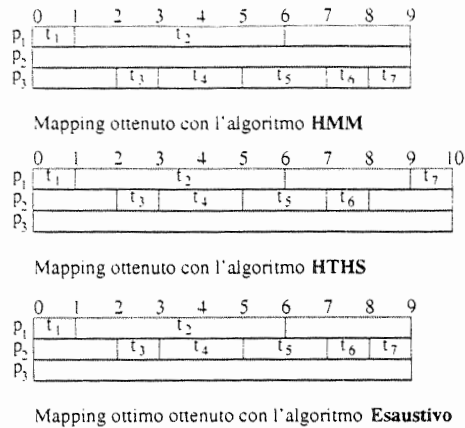 0 1 2 3 4 5 6 7 8 9
p1 t1 t2
p2
p3 t3 t4 t5 t6 t7
Mapping ottenuto con l'algoritmo HMM
0 1 2 3 4 5 6 7 8 9 10
p1 t1 t2 t7
p2 t3 t4 t5 t6
p3
Mapping ottenuto con l'algoritmo HTHS
0 1 2 3 4 5 6 7 8 9
p1 t1 t2
p2 t3 t4 t5 t6 t7
p3
Mapping ottimo ottenuto con l'algoritmo Esaustivo